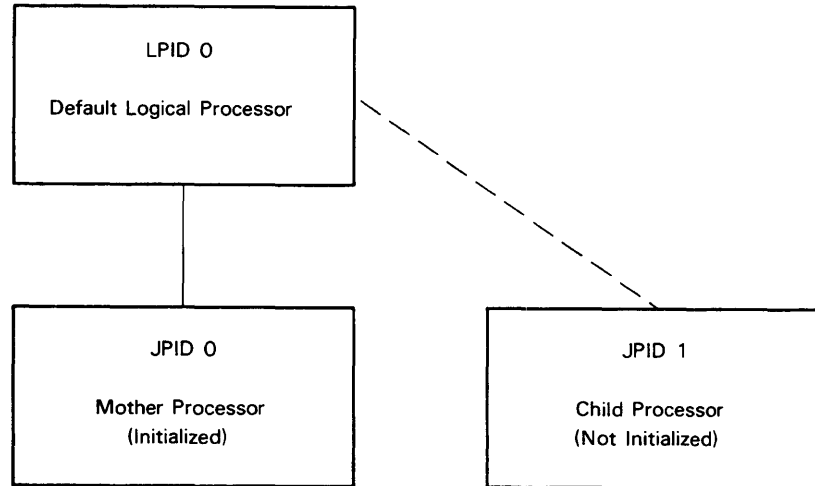 LPID 0
Default Logical Processor
JPID 0
Mother Processor
(Initialized)
JPID 1
Child Processor
(Not Initialized)